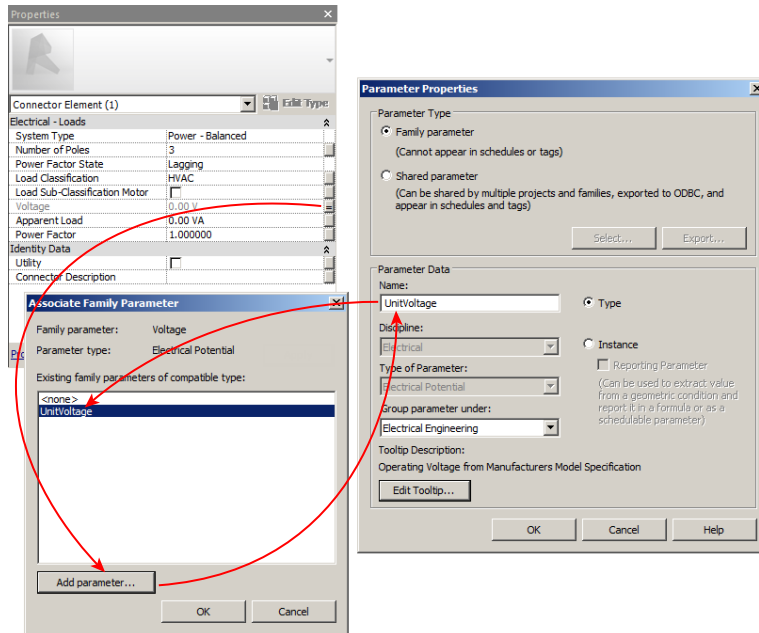 Properties
Connector Element (1)
Edit Type
Electrical - Loads
System Type Power - Balanced
Number of Poles 3
Power Factor State Lagging
Load Classification HVAC
Load Sub-Classification Motor
Voltage 0.00 V =
Apparent Load 0.00 VA
Power Factor 1.000000
Identity Data
Utility
Connector Description
Associate Family Parameter
Family parameter: Voltage
Parameter type: Electrical Potential
Existing family parameters of compatible type:
<none>
UnitVoltage
Add parameter...
OK Cancel
Parameter Properties
Parameter Type
Family parameter
(Cannot appear in schedules or tags)
Shared parameter
(Can be shared by multiple projects and families, exported to ODBC, and
appear in schedules and tags)
Select... Export...
Parameter Data
Name:
UnitVoltage
Type
Discipline:
Electrical
Instance
Reporting Parameter
Type of Parameter:
Electrical Potential
(Can be used to extract value
from a geometric condition and
report it in a formula or as a
schedulable parameter)
Group parameter under:
Electrical Engineering
Tooltip Description:
Operating Voltage from Manufacturers Model Specification
Edit Tooltip...
OK Cancel Help